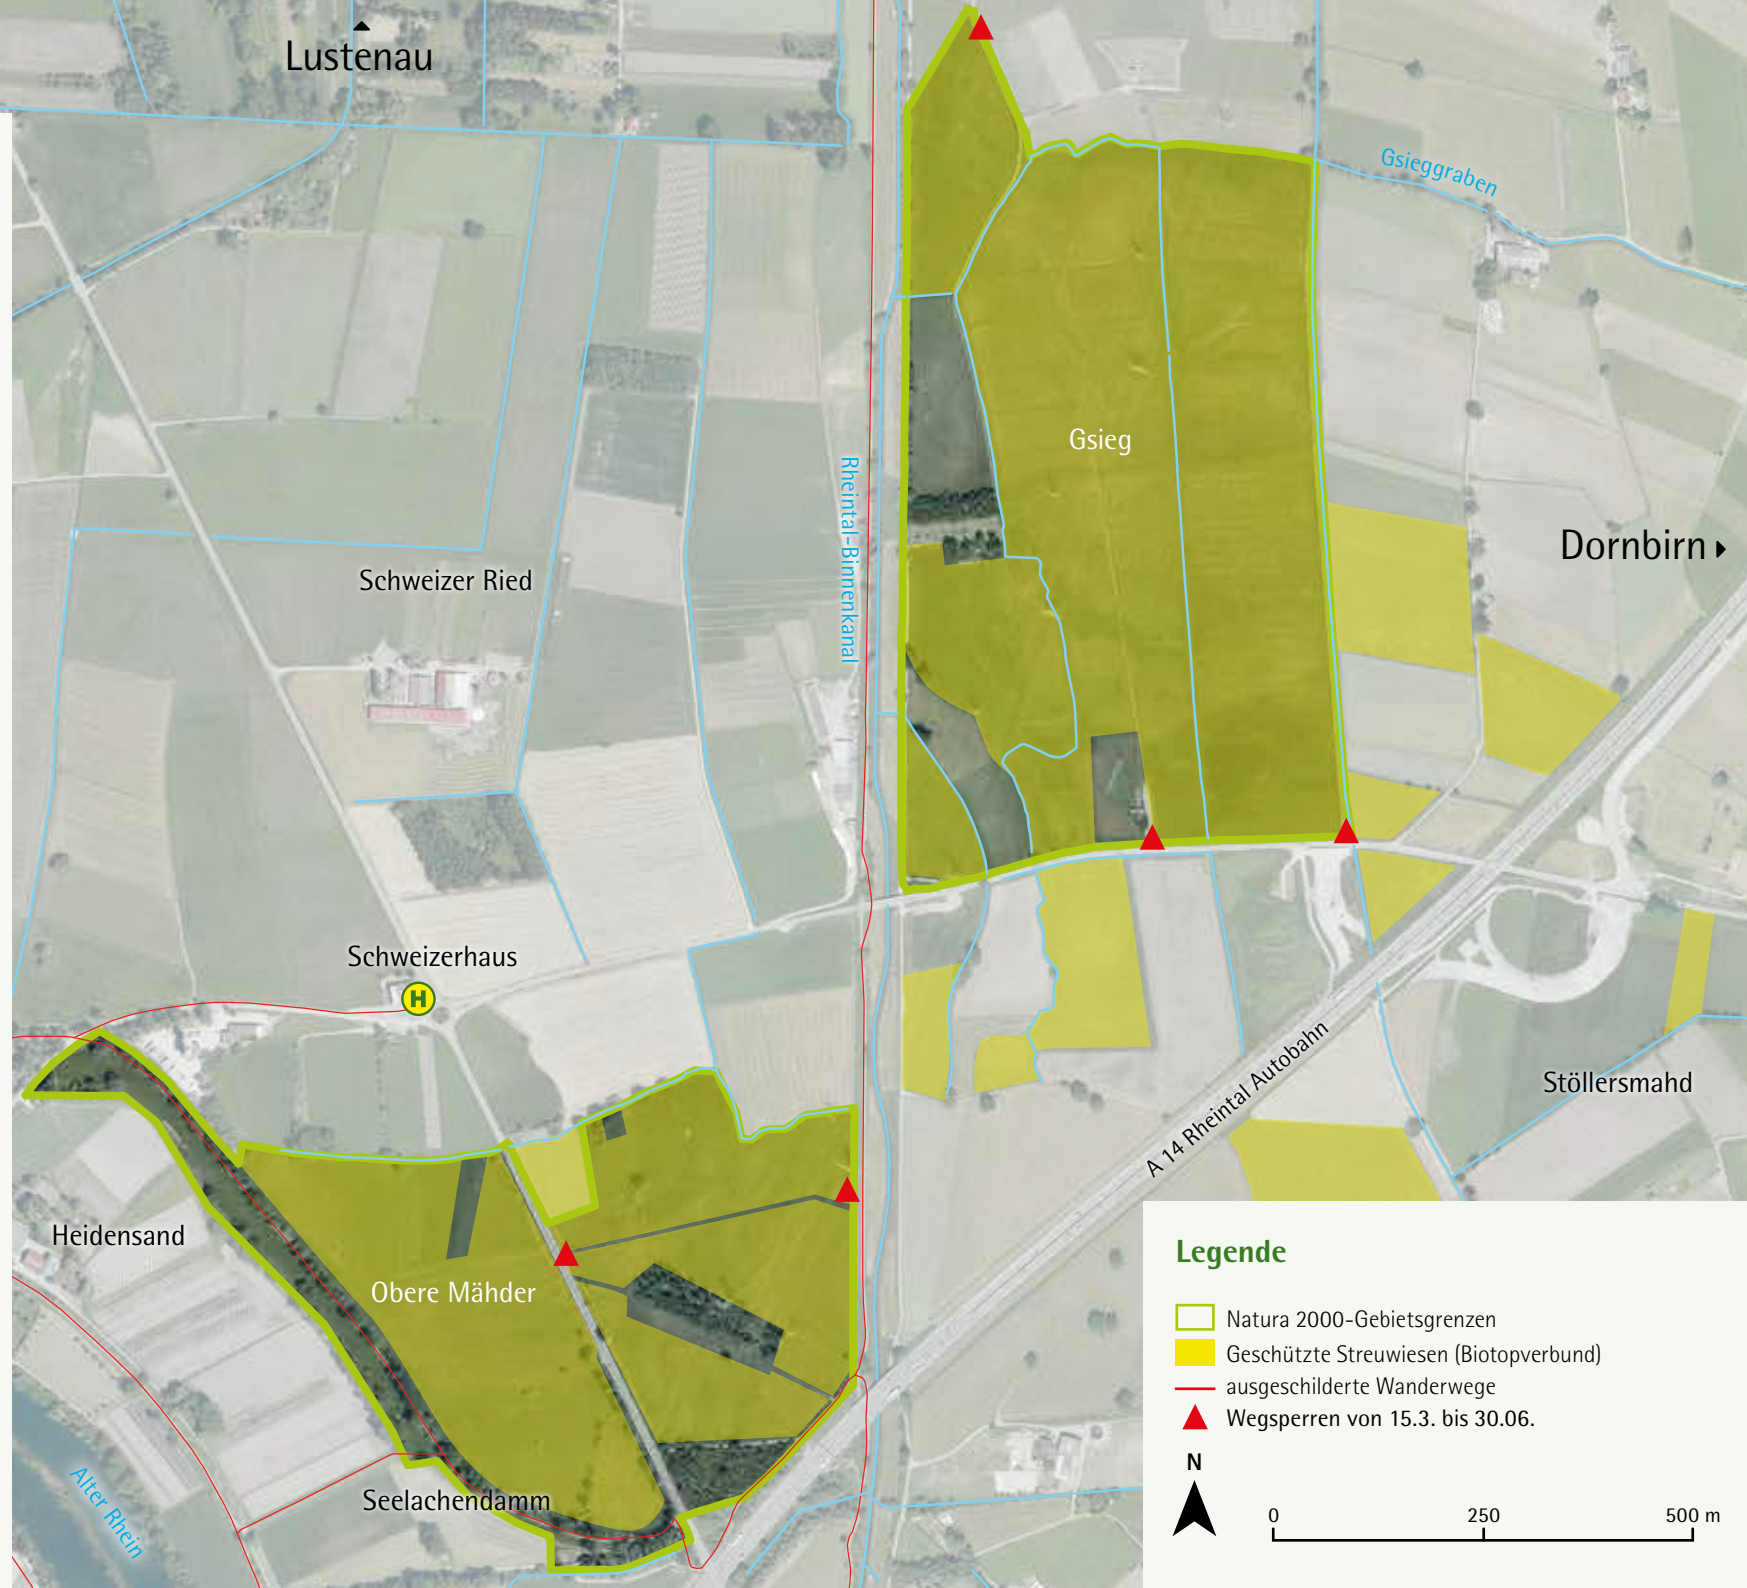 Lustenau
Gsieggraben
Gsieg
Dornbirn
Rheintal-Binnenkanal
Schweizer Ried
Schweizerhaus
H
A 14 Rheintal Autobahn
Stöllersmahd
Heidensand
Obere Mähder
Seelachendamm
Alter Rhein
Legende
Natura 2000-Gebietsgrenzen
Geschützte Streuwiesen (Biotopverbund)
ausgeschilderte Wanderwege
Wegsperren von 15.3. bis 30.06.
N
0 250 500 m